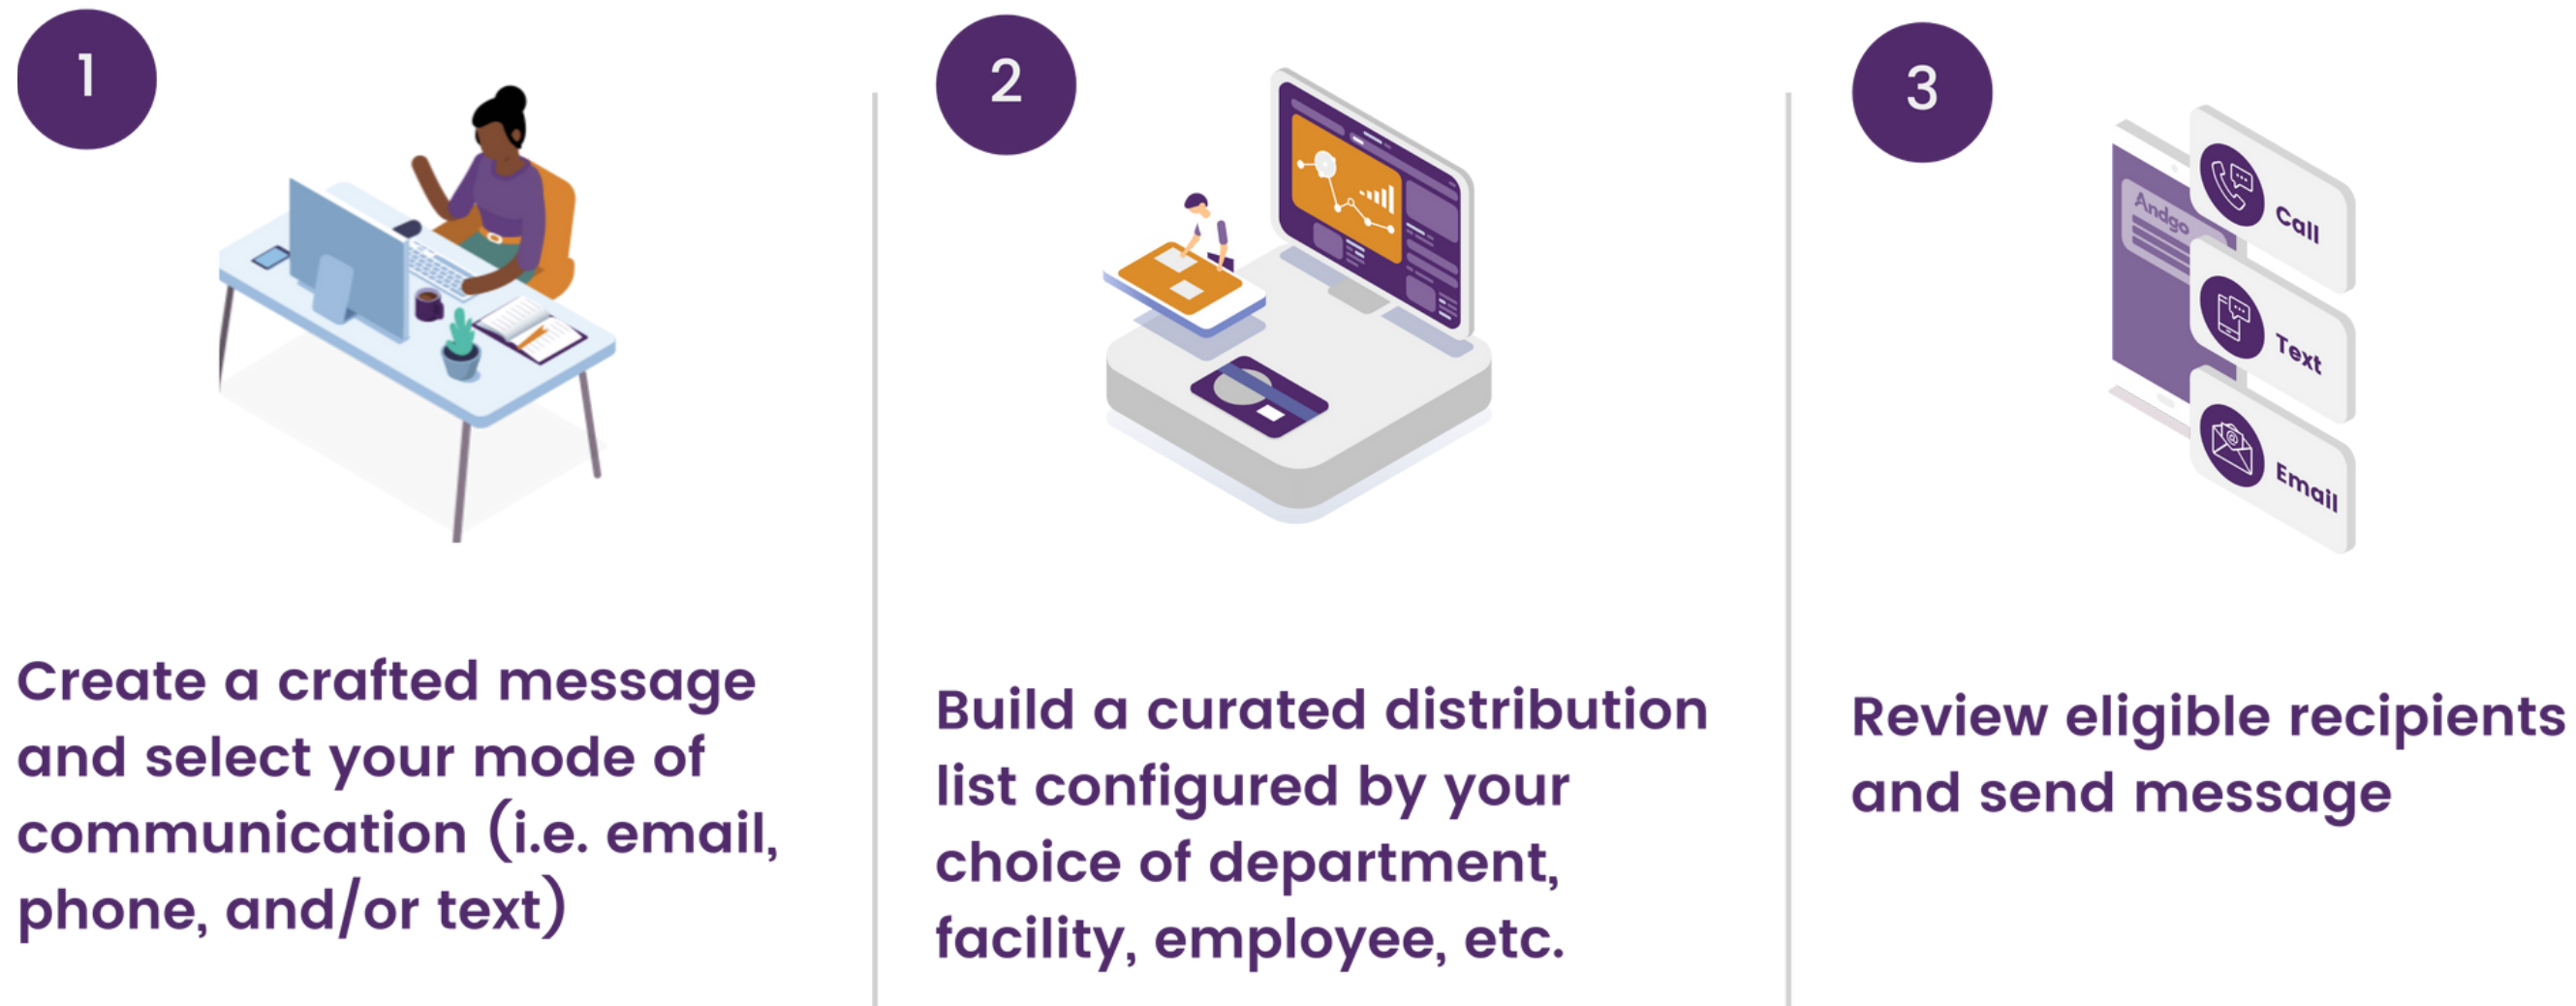 1
Create a crafted message
and select your mode of
communication (i.e. email,
phone, and/or text)
2
Build a curated distribution
list configured by your
choice of department,
facility, employee, etc.
3
Andgo
Call
Text
Email
Review eligible recipients
and send message